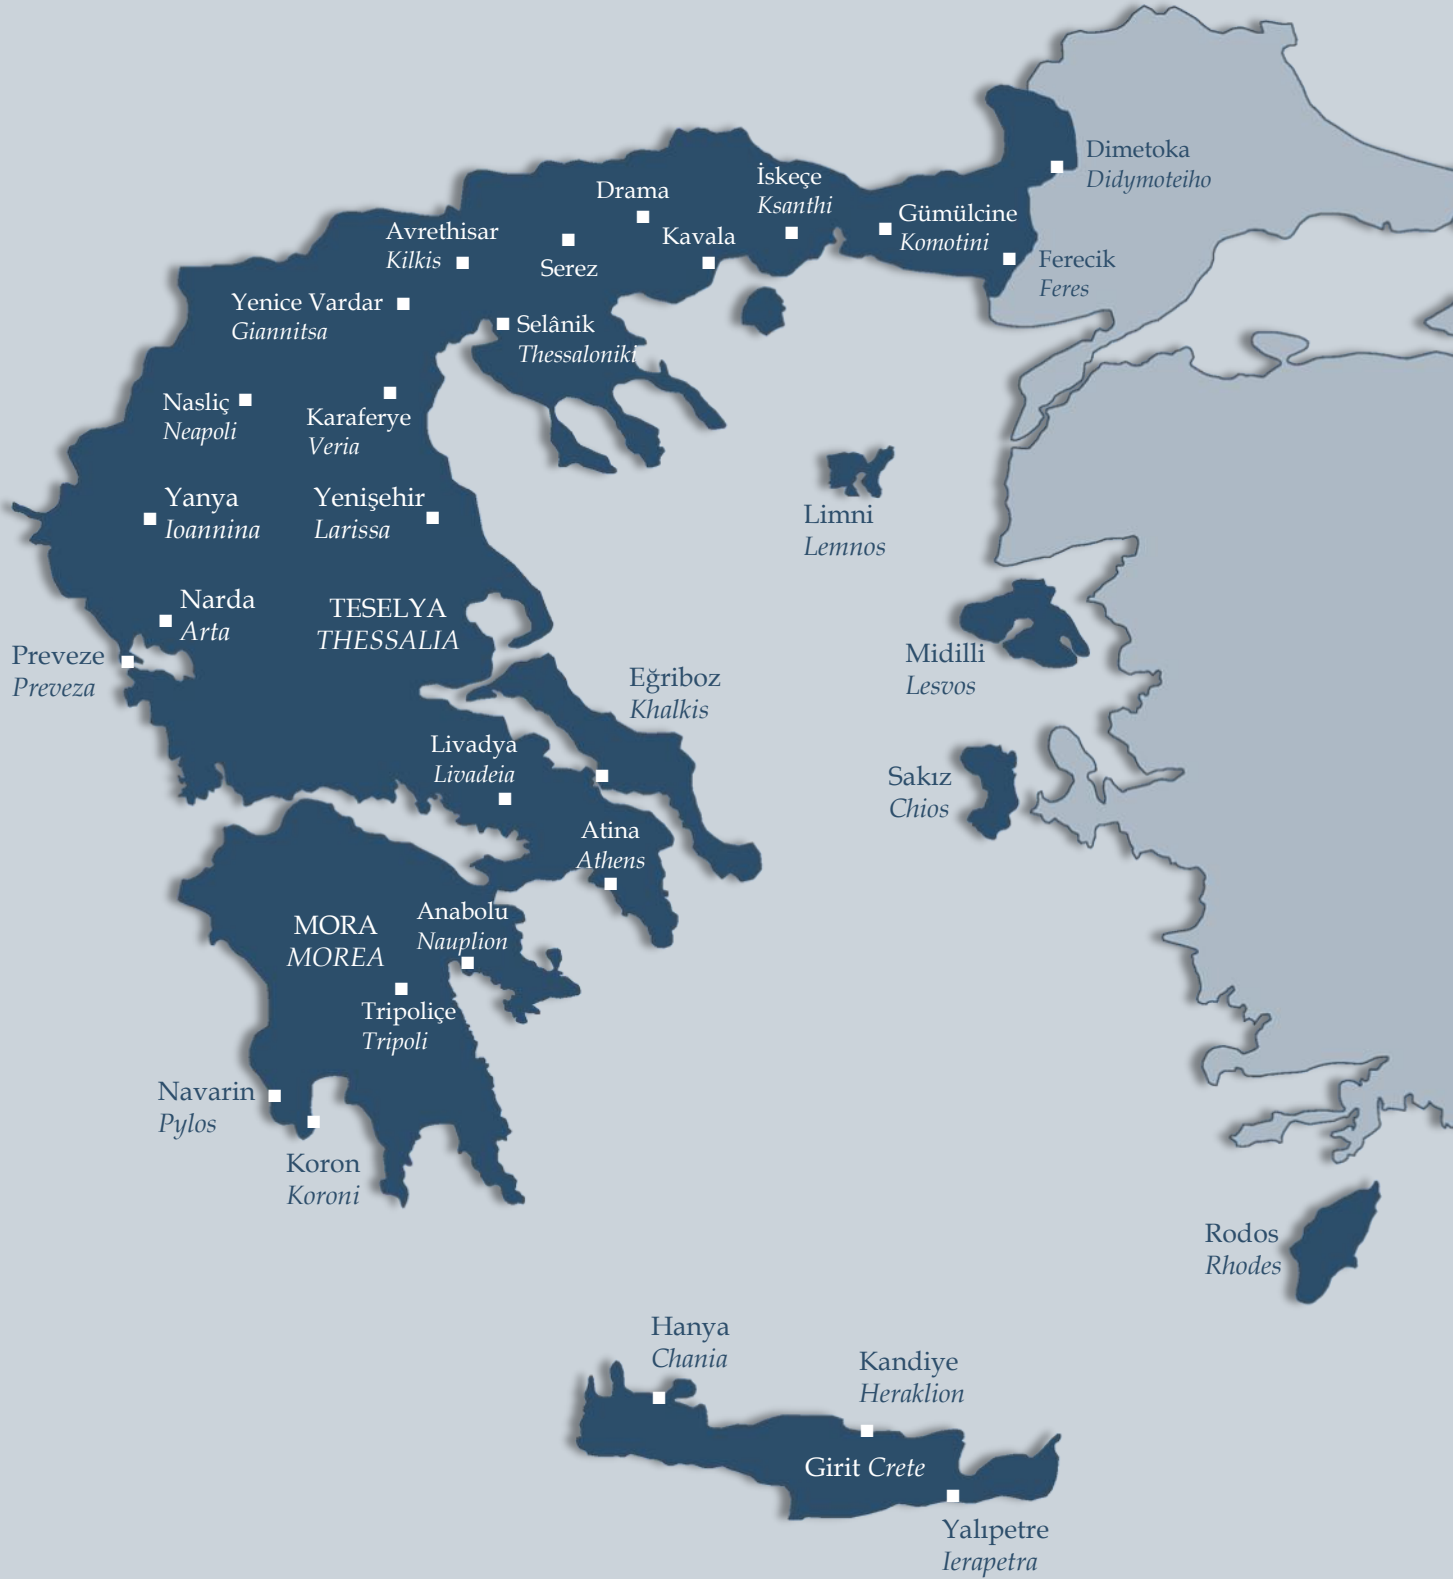 Dimetoka
Didymoteiho
İskeçe
Ksanthi
Drama
Gümülcine
Komotini
Avrethisar
Kilkis
Kavala
Serez
Ferecik
Feres
Yenice Vardar
Giannitsa
Selânik
Thessaloniki
Nasliç
Neapoli
Karaferye
Veria
Yanya
Ioannina
Yenişehir
Larissa
Limni
Lemnos
Narda
Arta
TESELYA
THESSALIA
Preveze
Preveza
Midilli
Lesvos
Eğriboz
Khalkis
Livadya
Livadeia
Sakız
Chios
Atina
Athens
MORA
MOREA
Anabolu
Nauplion
Tripoliçe
Tripoli
Navarin
Pylos
Koron
Koroni
Rodos
Rhodes
Hanya
Chania
Kandiye
Heraklion
Girit Crete
Yalıpetre
Ierapetra